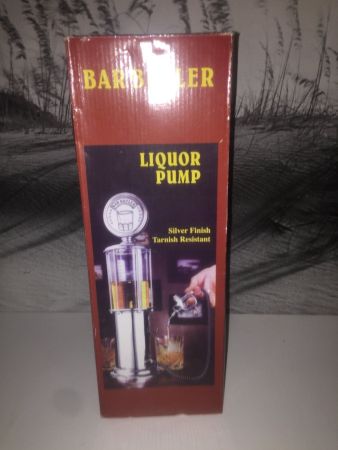 BAR
LIQUOR
PUMP
Silver Finish
Tarnish Resistant